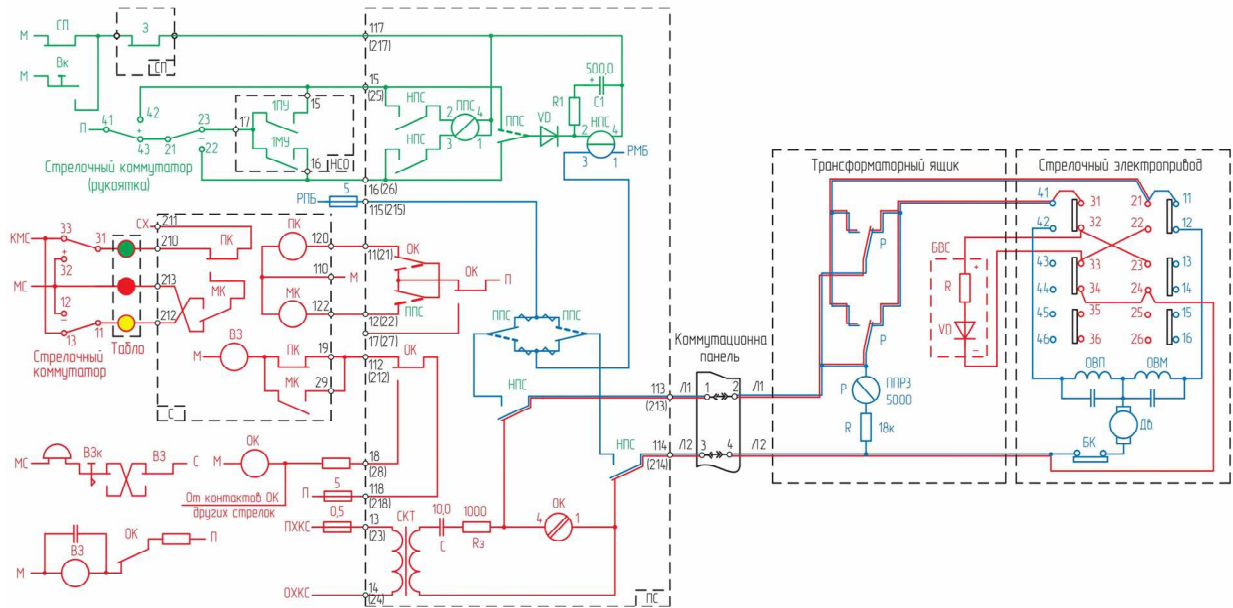 М
СП
З
СП
117
(217)
М
Вк
15
(25)
НПС
ППС
2
4
3
1
НПС
R1
500,0
+
C1
VD
2
НПС
4
3
1
РМБ
ППС
П
41
42
+
43
21
23
–
22
17
1ПУ
15
1МУ
16
НСО
Стрелочный коммутатор
(рукоятка)
16(26)
РПБ
5
115(215)
КМС
33
31
+
32
МС
12
–
13
11
Табло
Стрелочный
коммутатор
СХ
211
210
213
212
ПК
МК
ПК
МК
120
110
М
122
ВЗ
М
ПК
19
МК
29
С
11(21)
ОК
12(22)
ППС
ОК
П
17(27)
112
(212)
ОК
ППС
ППС
НПС
НПС
113
(213)
114
(214)
Л1
Л2
Коммутационна
панель
1
2
3
4
Л1
Л2
МС
ВЗк
ВЗ
С
М
ОК
18
(28)
От контактов ОК
других стрелок
П
5
118
(218)
ПХКС
0,5
13
(23)
ОХКС
14
(24)
СКТ
10,0
С
1000
Rз
ОК
4
1
ПС
М
ВЗ
ОК
П
Трансформаторный ящик
Р
Р
Р
ППРЗ
5000
R
18к
Стрелочный электропривод
БВС
+
R
VD
–
41
42
43
44
45
46
31
32
33
34
35
36
21
22
23
24
25
26
11
12
13
14
15
16
ОВП
ОВМ
Дв
БК